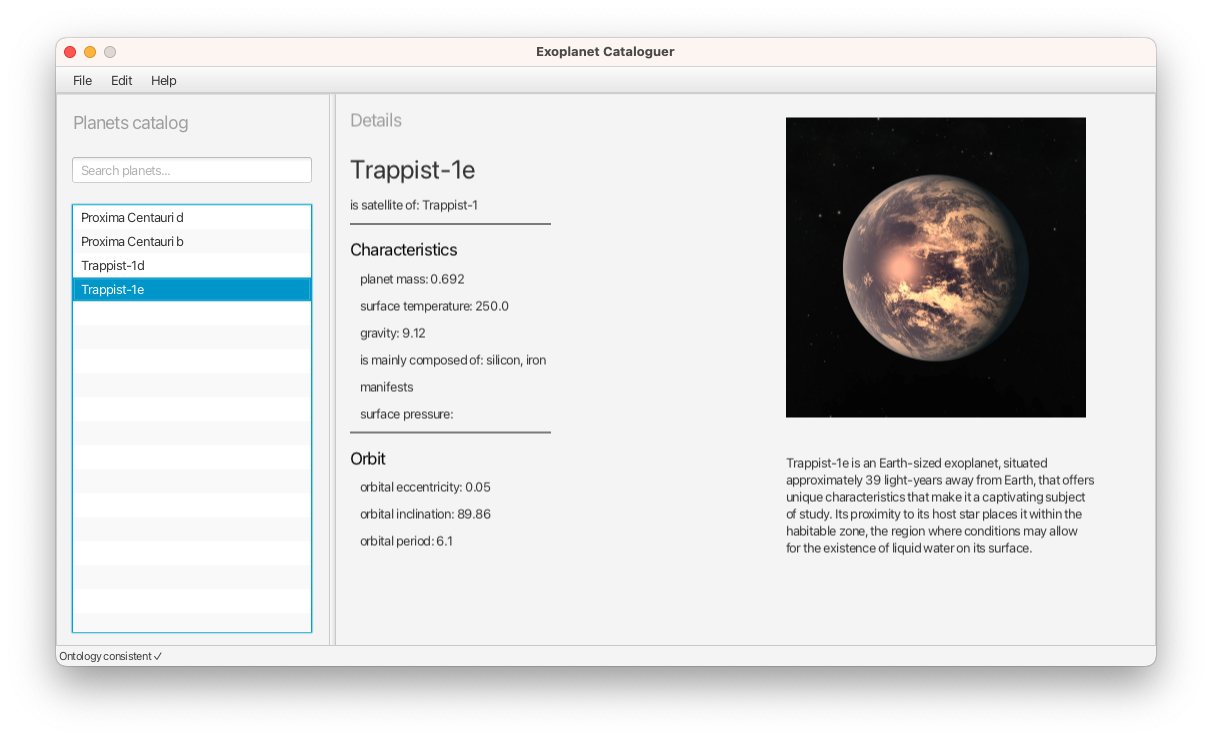 Exoplanet Cataloguer
File Edit Help
Planets catalog
Search planets...
Proxima Centauri d
Proxima Centauri b
Trappist-1d
Trappist-1e
Details
Trappist-1e
is satellite of: Trappist-1
Characteristics
planet mass: 0.692
surface temperature: 250.0
gravity: 9.12
is mainly composed of: silicon, iron
manifests
surface pressure:
Orbit
orbital eccentricity: 0.05
orbital inclination: 89.86
orbital period: 6.1
Trappist-1e is an Earth-sized exoplanet, situated
approximately 39 light-years away from Earth, that offers
unique characteristics that make it a captivating subject
of study. Its proximity to its host star places it within the
habitable zone, the region where conditions may allow
for the existence of liquid water on its surface.
Ontology consistent ✓